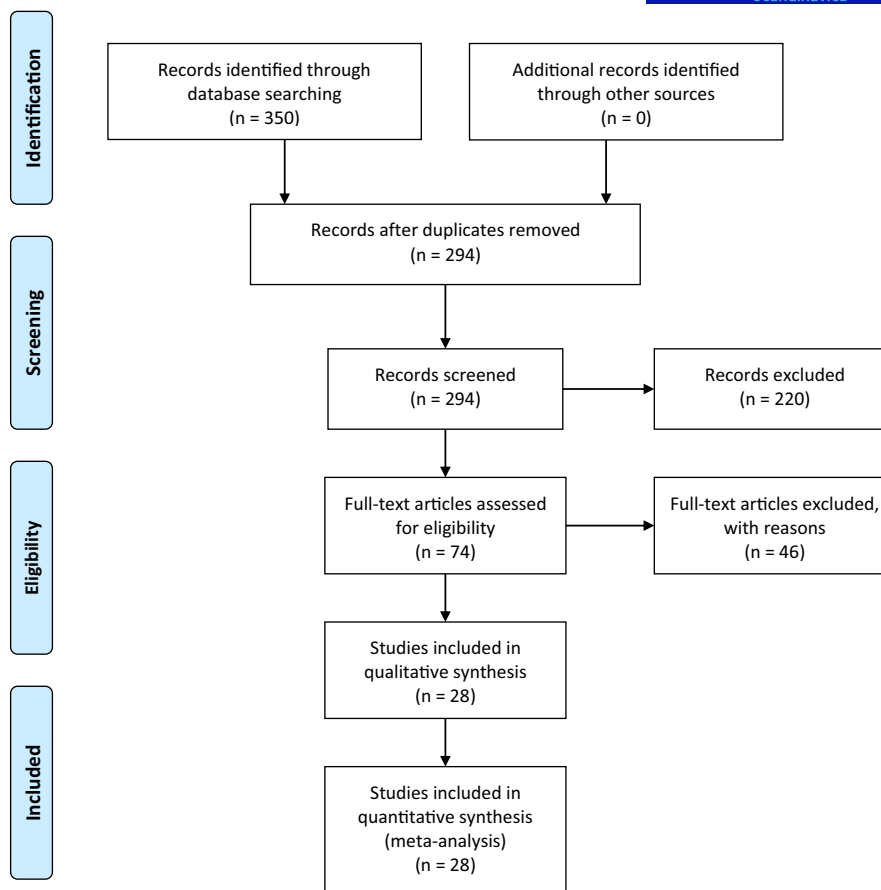 Scandinavica
Identification
Records identified through
database searching
(n = 350)
Additional records identified
through other sources
(n = 0)
Records after duplicates removed
(n = 294)
Screening
Records screened
(n = 294)
Records excluded
(n = 220)
Eligibility
Full-text articles assessed
for eligibility
(n = 74)
Full-text articles excluded,
with reasons
(n = 46)
Studies included in
qualitative synthesis
(n = 28)
Included
Studies included in
quantitative synthesis
(meta-analysis)
(n = 28)